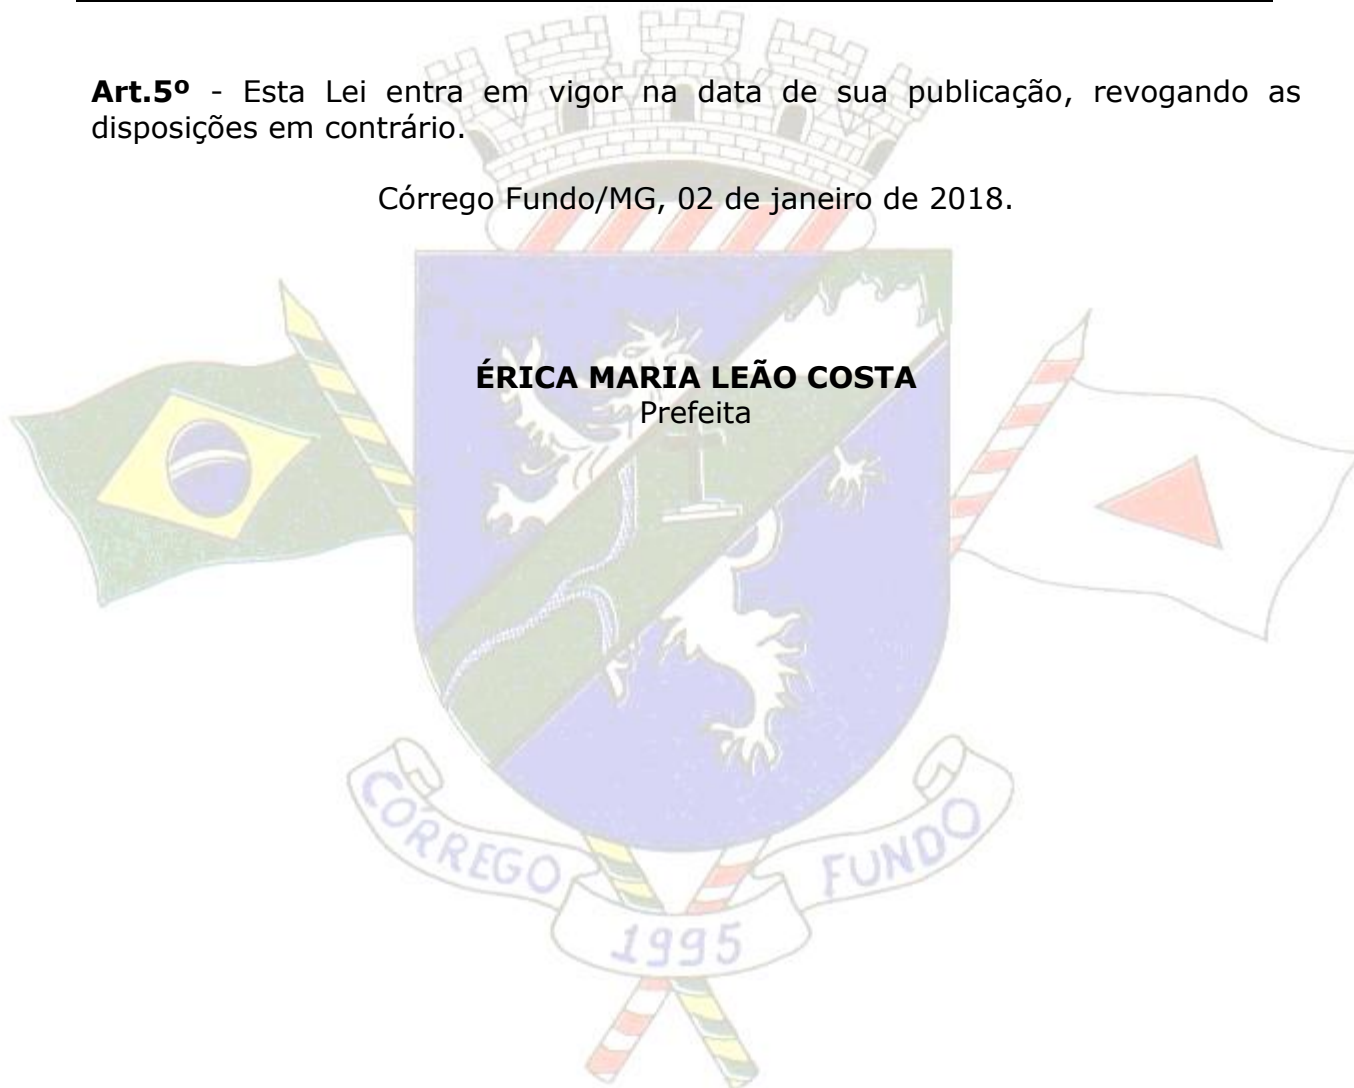 Art.5º - Esta Lei entra em vigor na data de sua publicação, revogando as
disposições em contrário.
Córrego Fundo/MG, 02 de janeiro de 2018.
ÉRICA MARIA LEÃO COSTA
Prefeita
CÓRREGO FUNDO
1995